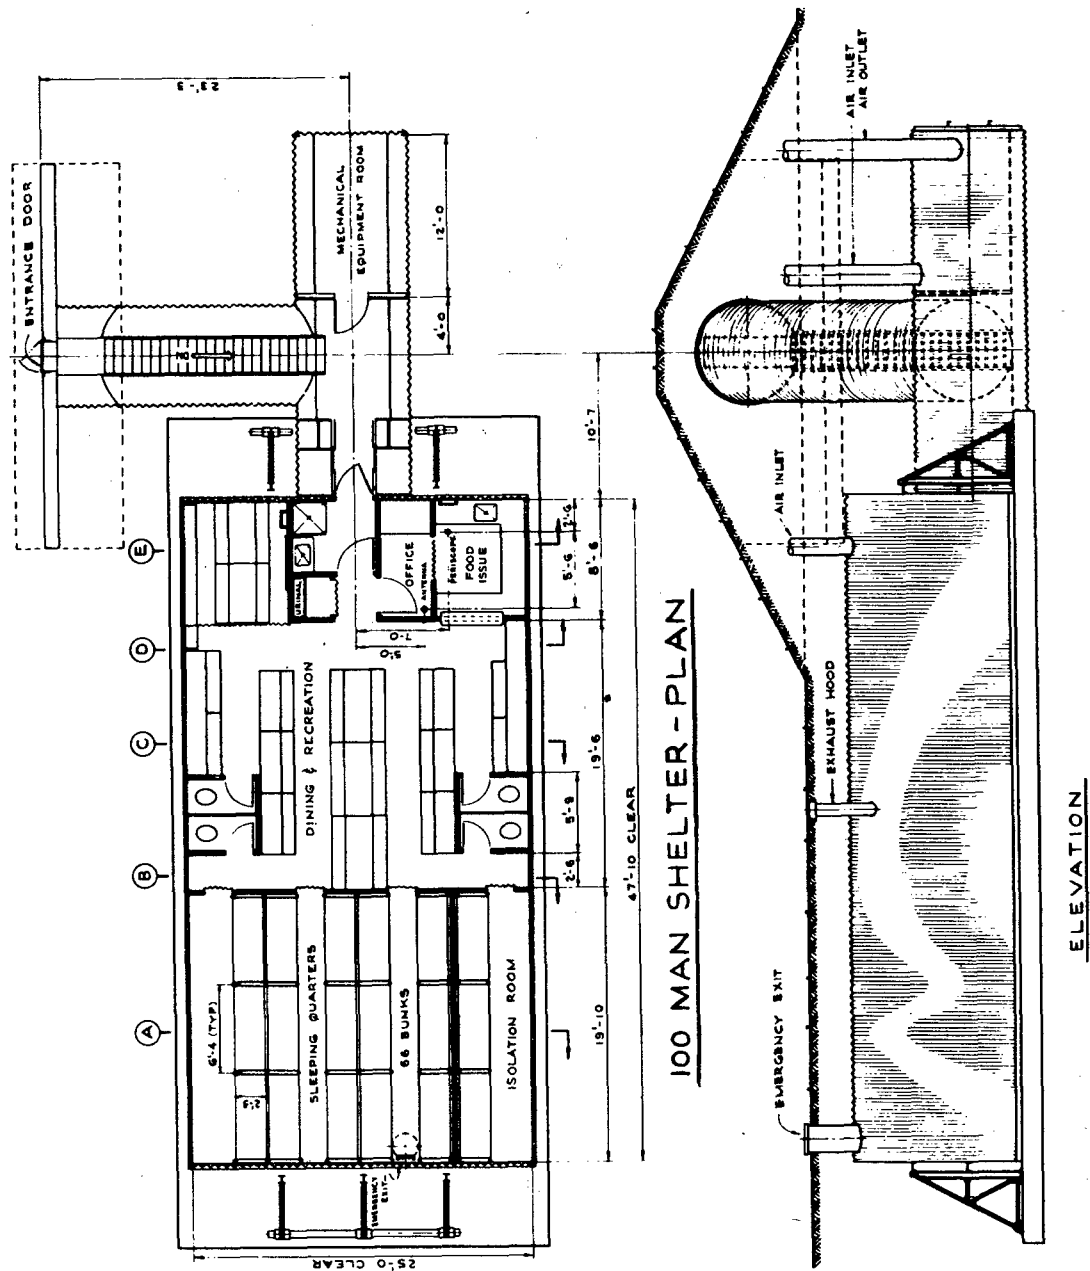 23'-3
ENTRANCE DOOR
MECHANICAL
EQUIPMENT ROOM
12'-0
4'-0
10'-7
E
D
C
B
A
URINAL
OFFICE
ANTENNA
PERISCOPE
FOOD
ISSUE
2'-6
5'-6
8'-6
7'-0
5'-0
DINING & RECREATION
19'-6
5'-9
2'-6
47'-10 CLEAR
6'-4 (TYP)
2'-3
SLEEPING QUARTERS
66 BUNKS
ISOLATION ROOM
19'-10
EMERGENCY
EXIT
25'-0 CLEAR
100 MAN SHELTER-PLAN
AIR INLET
AIR OUTLET
AIR INLET
EXHAUST HOOD
EMERGENCY EXIT
ELEVATION